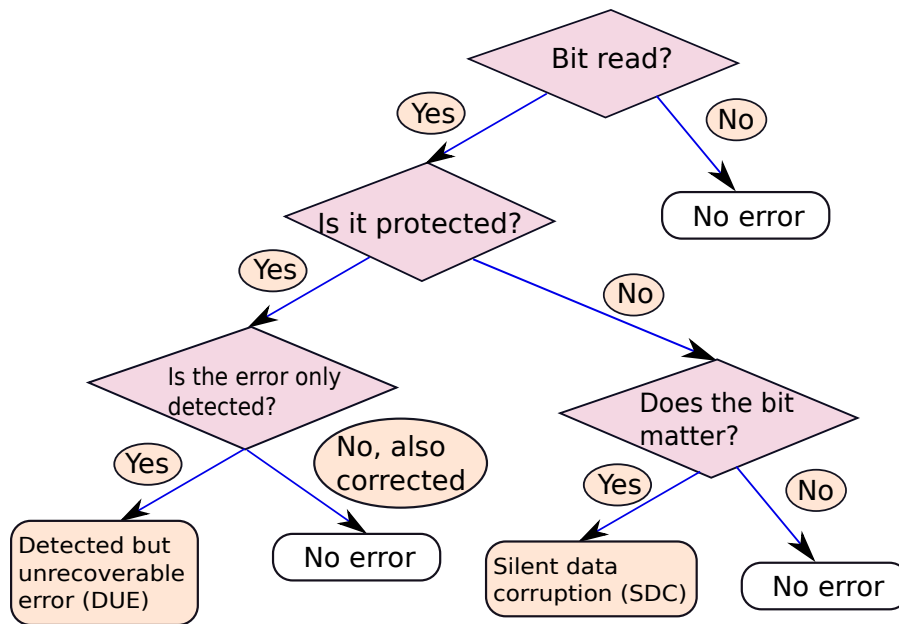 Bit read?
Yes
No
No error
Is it protected?
Yes
No
Is the error only
detected?
Does the bit
matter?
Yes
No, also
corrected
Yes
No
Detected but
unrecoverable
error (DUE)
No error
Silent data
corruption (SDC)
No error